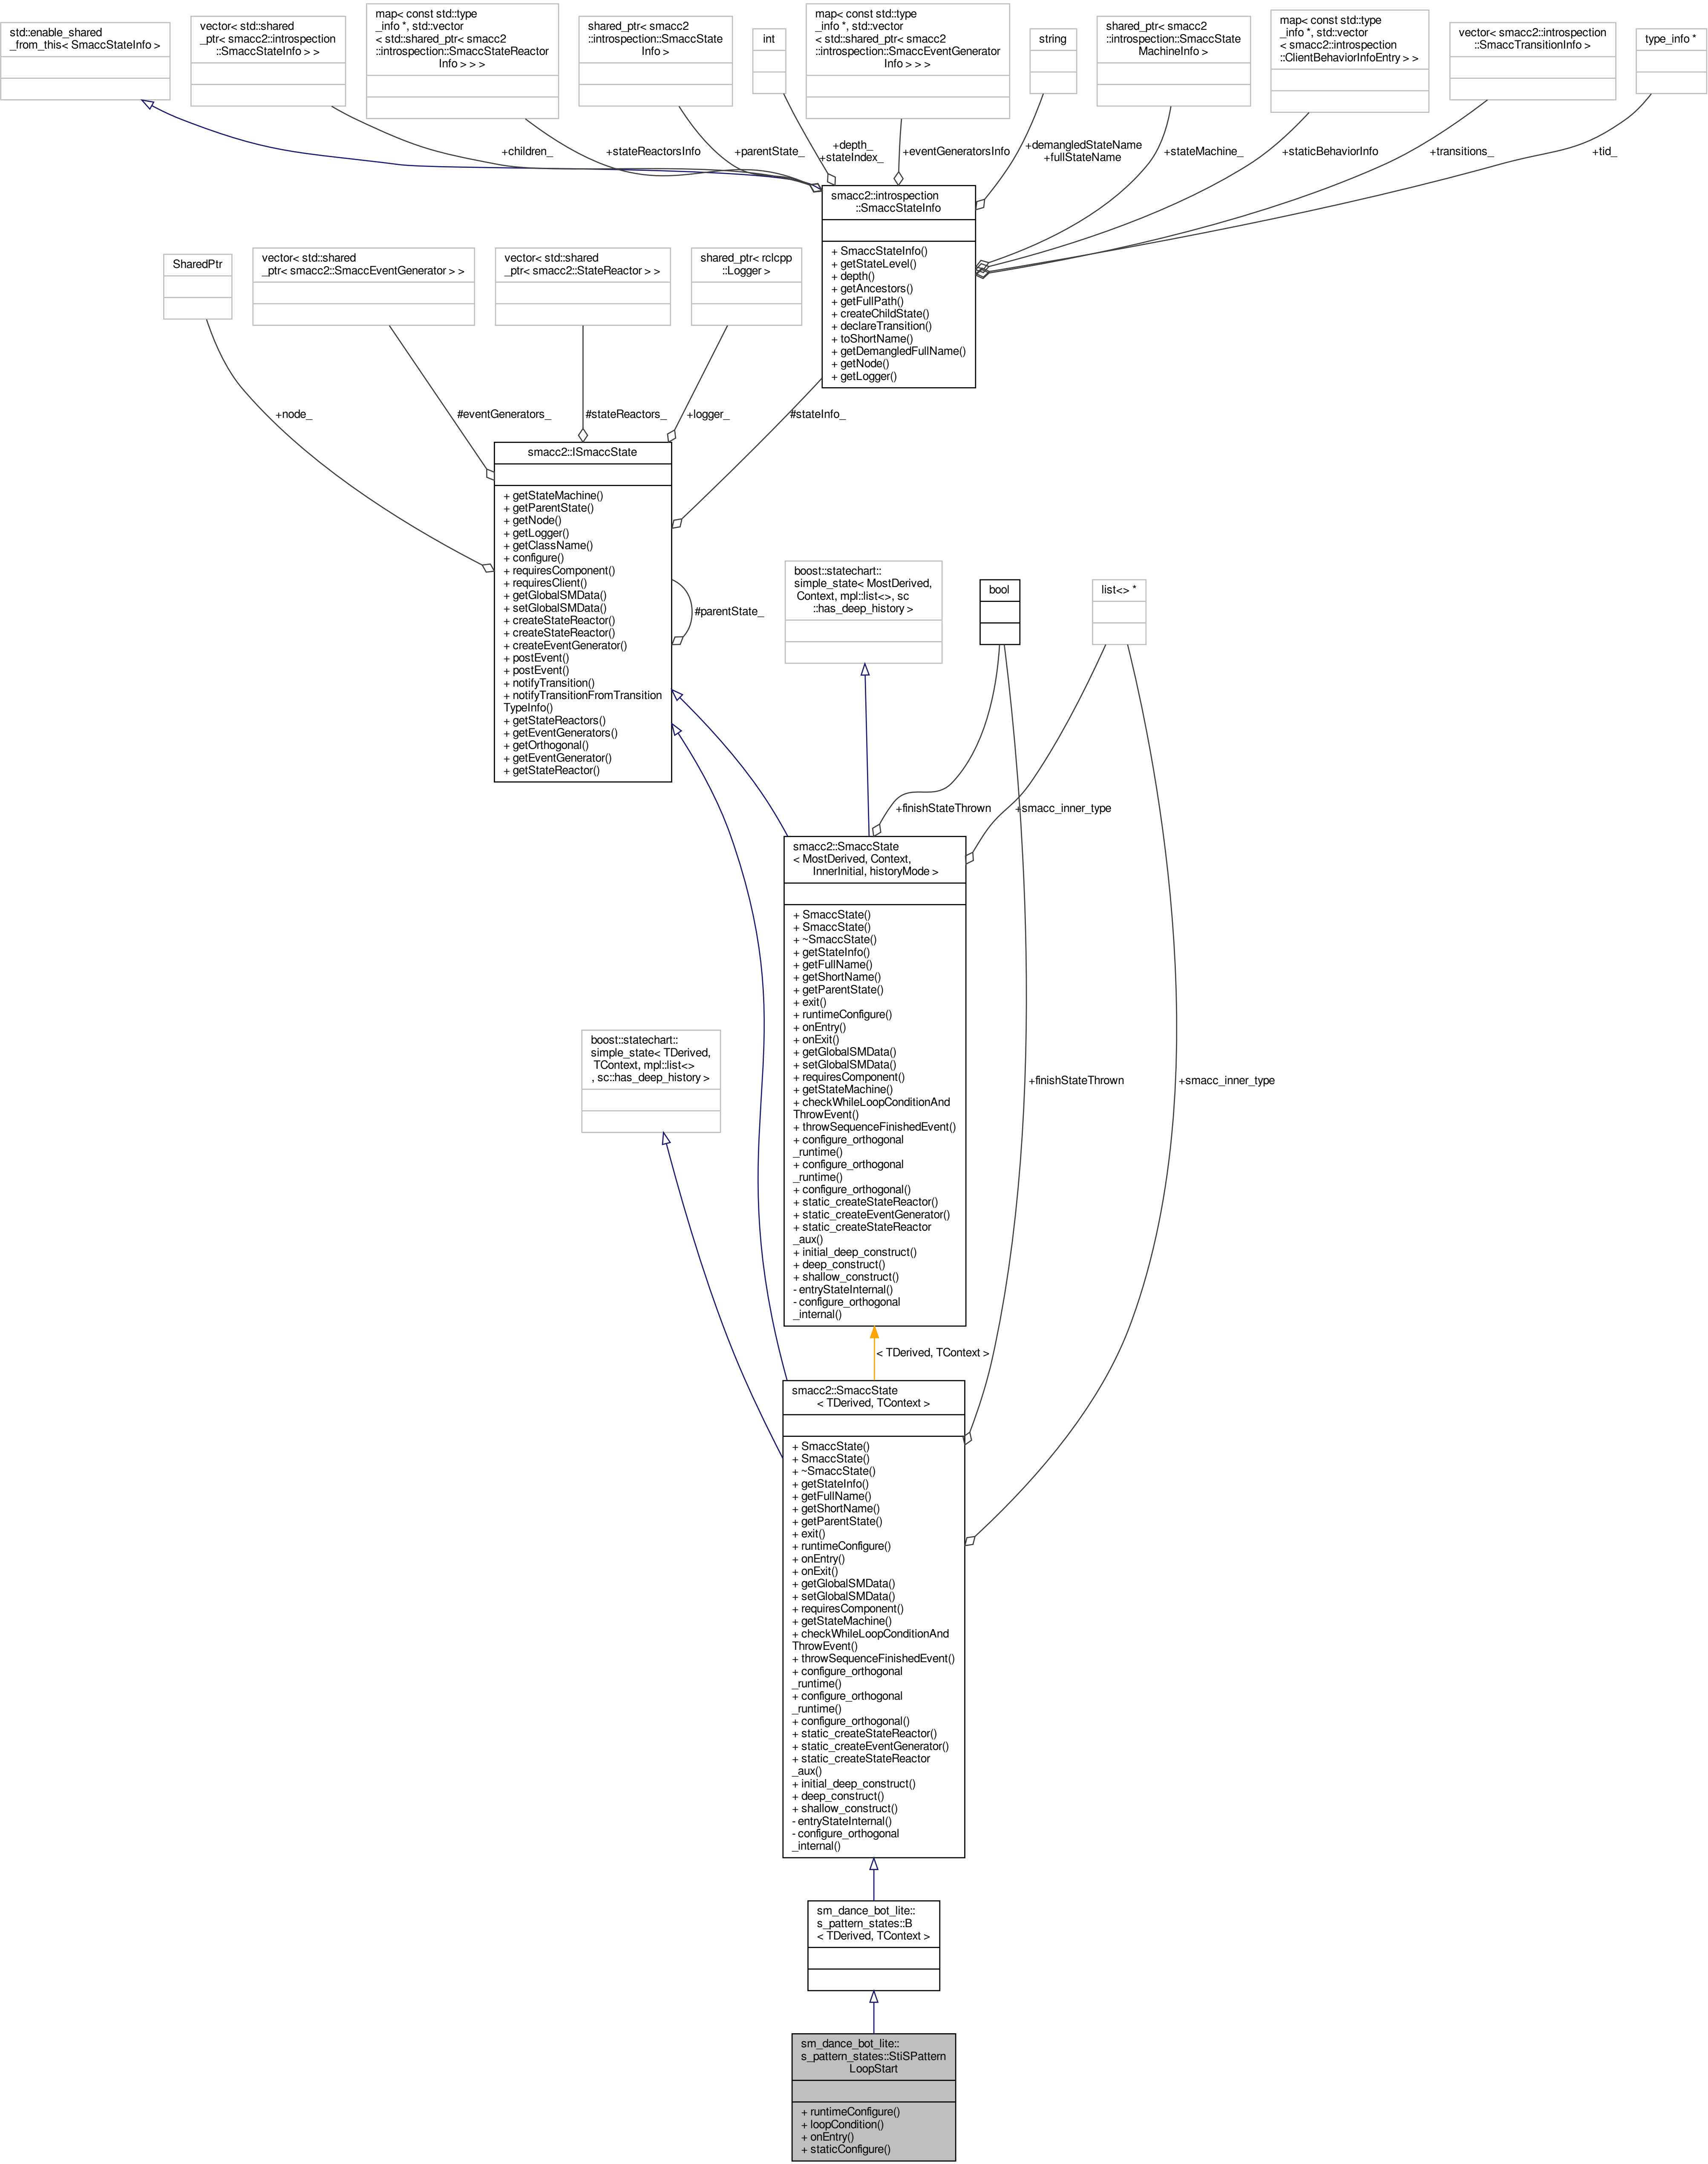 std::enable_shared
_from_this< SmaccStateInfo >
vector< std::shared
_ptr< smacc2::introspection
::SmaccStateInfo > >
map< const std::type
_info *, std::vector
< std::shared_ptr< smacc2
::introspection::SmaccStateReactor
Info > > >
shared_ptr< smacc2
::introspection::SmaccState
Info >
int
map< const std::type
_info *, std::vector
< std::shared_ptr< smacc2
::introspection::SmaccEventGenerator
Info > > >
string
shared_ptr< smacc2
::introspection::SmaccState
MachineInfo >
map< const std::type
_info *, std::vector
< smacc2::introspection
::ClientBehaviorInfoEntry > >
vector< smacc2::introspection
::SmaccTransitionInfo >
type_info *
+children_
+stateReactorsInfo
+parentState_
+depth_
+stateIndex_
+eventGeneratorsInfo
+demangledStateName
+fullStateName
+stateMachine_
+staticBehaviorInfo
+transitions_
+tid_
smacc2::introspection
::SmaccStateInfo
+ SmaccStateInfo()
+ getStateLevel()
+ depth()
+ getAncestors()
+ getFullPath()
+ createChildState()
+ declareTransition()
+ toShortName()
+ getDemangledFullName()
+ getNode()
+ getLogger()
SharedPtr
vector< std::shared
_ptr< smacc2::SmaccEventGenerator > >
vector< std::shared
_ptr< smacc2::StateReactor > >
shared_ptr< rclcpp
::Logger >
+node_
#eventGenerators_
#stateReactors_
+logger_
#stateInfo_
smacc2::ISmaccState
+ getStateMachine()
+ getParentState()
+ getNode()
+ getLogger()
+ getClassName()
+ configure()
+ requiresComponent()
+ requiresClient()
+ getGlobalSMData()
+ setGlobalSMData()
+ createStateReactor()
+ createStateReactor()
+ createEventGenerator()
+ postEvent()
+ postEvent()
+ notifyTransition()
+ notifyTransitionFromTransition
TypeInfo()
+ getStateReactors()
+ getEventGenerators()
+ getOrthogonal()
+ getEventGenerator()
+ getStateReactor()
#parentState_
boost::statechart::
simple_state< MostDerived,
Context, mpl::list<>, sc
::has_deep_history >
bool
list<> *
+finishStateThrown
+smacc_inner_type
smacc2::SmaccState
< MostDerived, Context,
InnerInitial, historyMode >
+ SmaccState()
+ SmaccState()
+ ~SmaccState()
+ getStateInfo()
+ getFullName()
+ getShortName()
+ getParentState()
+ exit()
+ runtimeConfigure()
+ onEntry()
+ onExit()
+ getGlobalSMData()
+ setGlobalSMData()
+ requiresComponent()
+ getStateMachine()
+ checkWhileLoopConditionAnd
ThrowEvent()
+ throwSequenceFinishedEvent()
+ configure_orthogonal
_runtime()
+ configure_orthogonal
_runtime()
+ configure_orthogonal()
+ static_createStateReactor()
+ static_createEventGenerator()
+ static_createStateReactor
_aux()
+ initial_deep_construct()
+ deep_construct()
+ shallow_construct()
- entryStateInternal()
- configure_orthogonal
_internal()
boost::statechart::
simple_state< TDerived,
TContext, mpl::list<>
, sc::has_deep_history >
+finishStateThrown
+smacc_inner_type
< TDerived, TContext >
smacc2::SmaccState
< TDerived, TContext >
+ SmaccState()
+ SmaccState()
+ ~SmaccState()
+ getStateInfo()
+ getFullName()
+ getShortName()
+ getParentState()
+ exit()
+ runtimeConfigure()
+ onEntry()
+ onExit()
+ getGlobalSMData()
+ setGlobalSMData()
+ requiresComponent()
+ getStateMachine()
+ checkWhileLoopConditionAnd
ThrowEvent()
+ throwSequenceFinishedEvent()
+ configure_orthogonal
_runtime()
+ configure_orthogonal
_runtime()
+ configure_orthogonal()
+ static_createStateReactor()
+ static_createEventGenerator()
+ static_createStateReactor
_aux()
+ initial_deep_construct()
+ deep_construct()
+ shallow_construct()
- entryStateInternal()
- configure_orthogonal
_internal()
sm_dance_bot_lite::
s_pattern_states::B
< TDerived, TContext >
sm_dance_bot_lite::
s_pattern_states::StiSPattern
LoopStart
+ runtimeConfigure()
+ loopCondition()
+ onEntry()
+ staticConfigure()